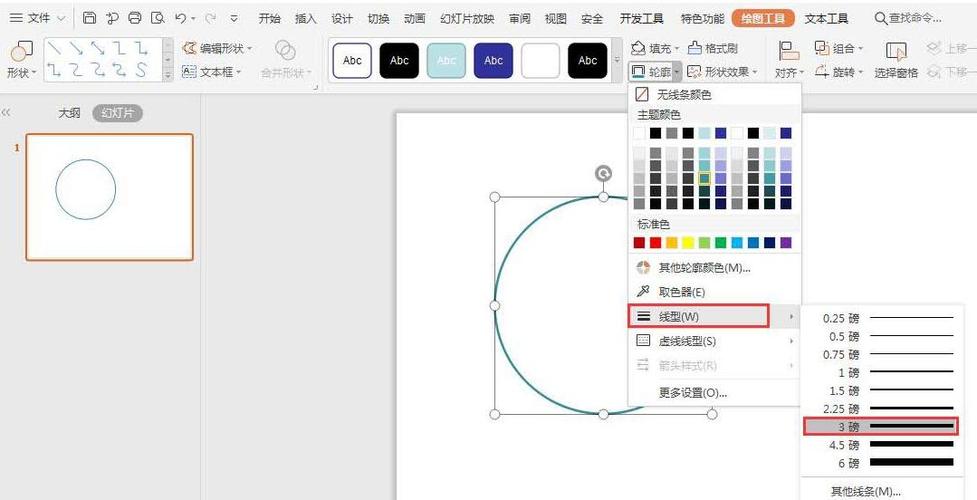 文件 开始 插入 设计 切换 动画 幻灯片放映 审阅 视图 安全 开发工具 特色功能 绘图工具 文本工具 查找命令...
形状 编辑形状 合并形状 Abc Abc Abc Abc Abc 填充 格式刷 对齐 组合 选择窗格 上移一
文本框 轮廓 形状效果 旋转 下移一
大纲 幻灯片
1
无线条颜色
主题颜色
标准色
其他轮廓颜色(M)...
取色器(E)
线型(W)
虚线线型(S)
箭头样式(R)
更多设置(O)...
0.25 磅
0.5 磅
0.75 磅
1 磅
1.5 磅
2.25 磅
3 磅
4.5 磅
6 磅
其他线条(M)...